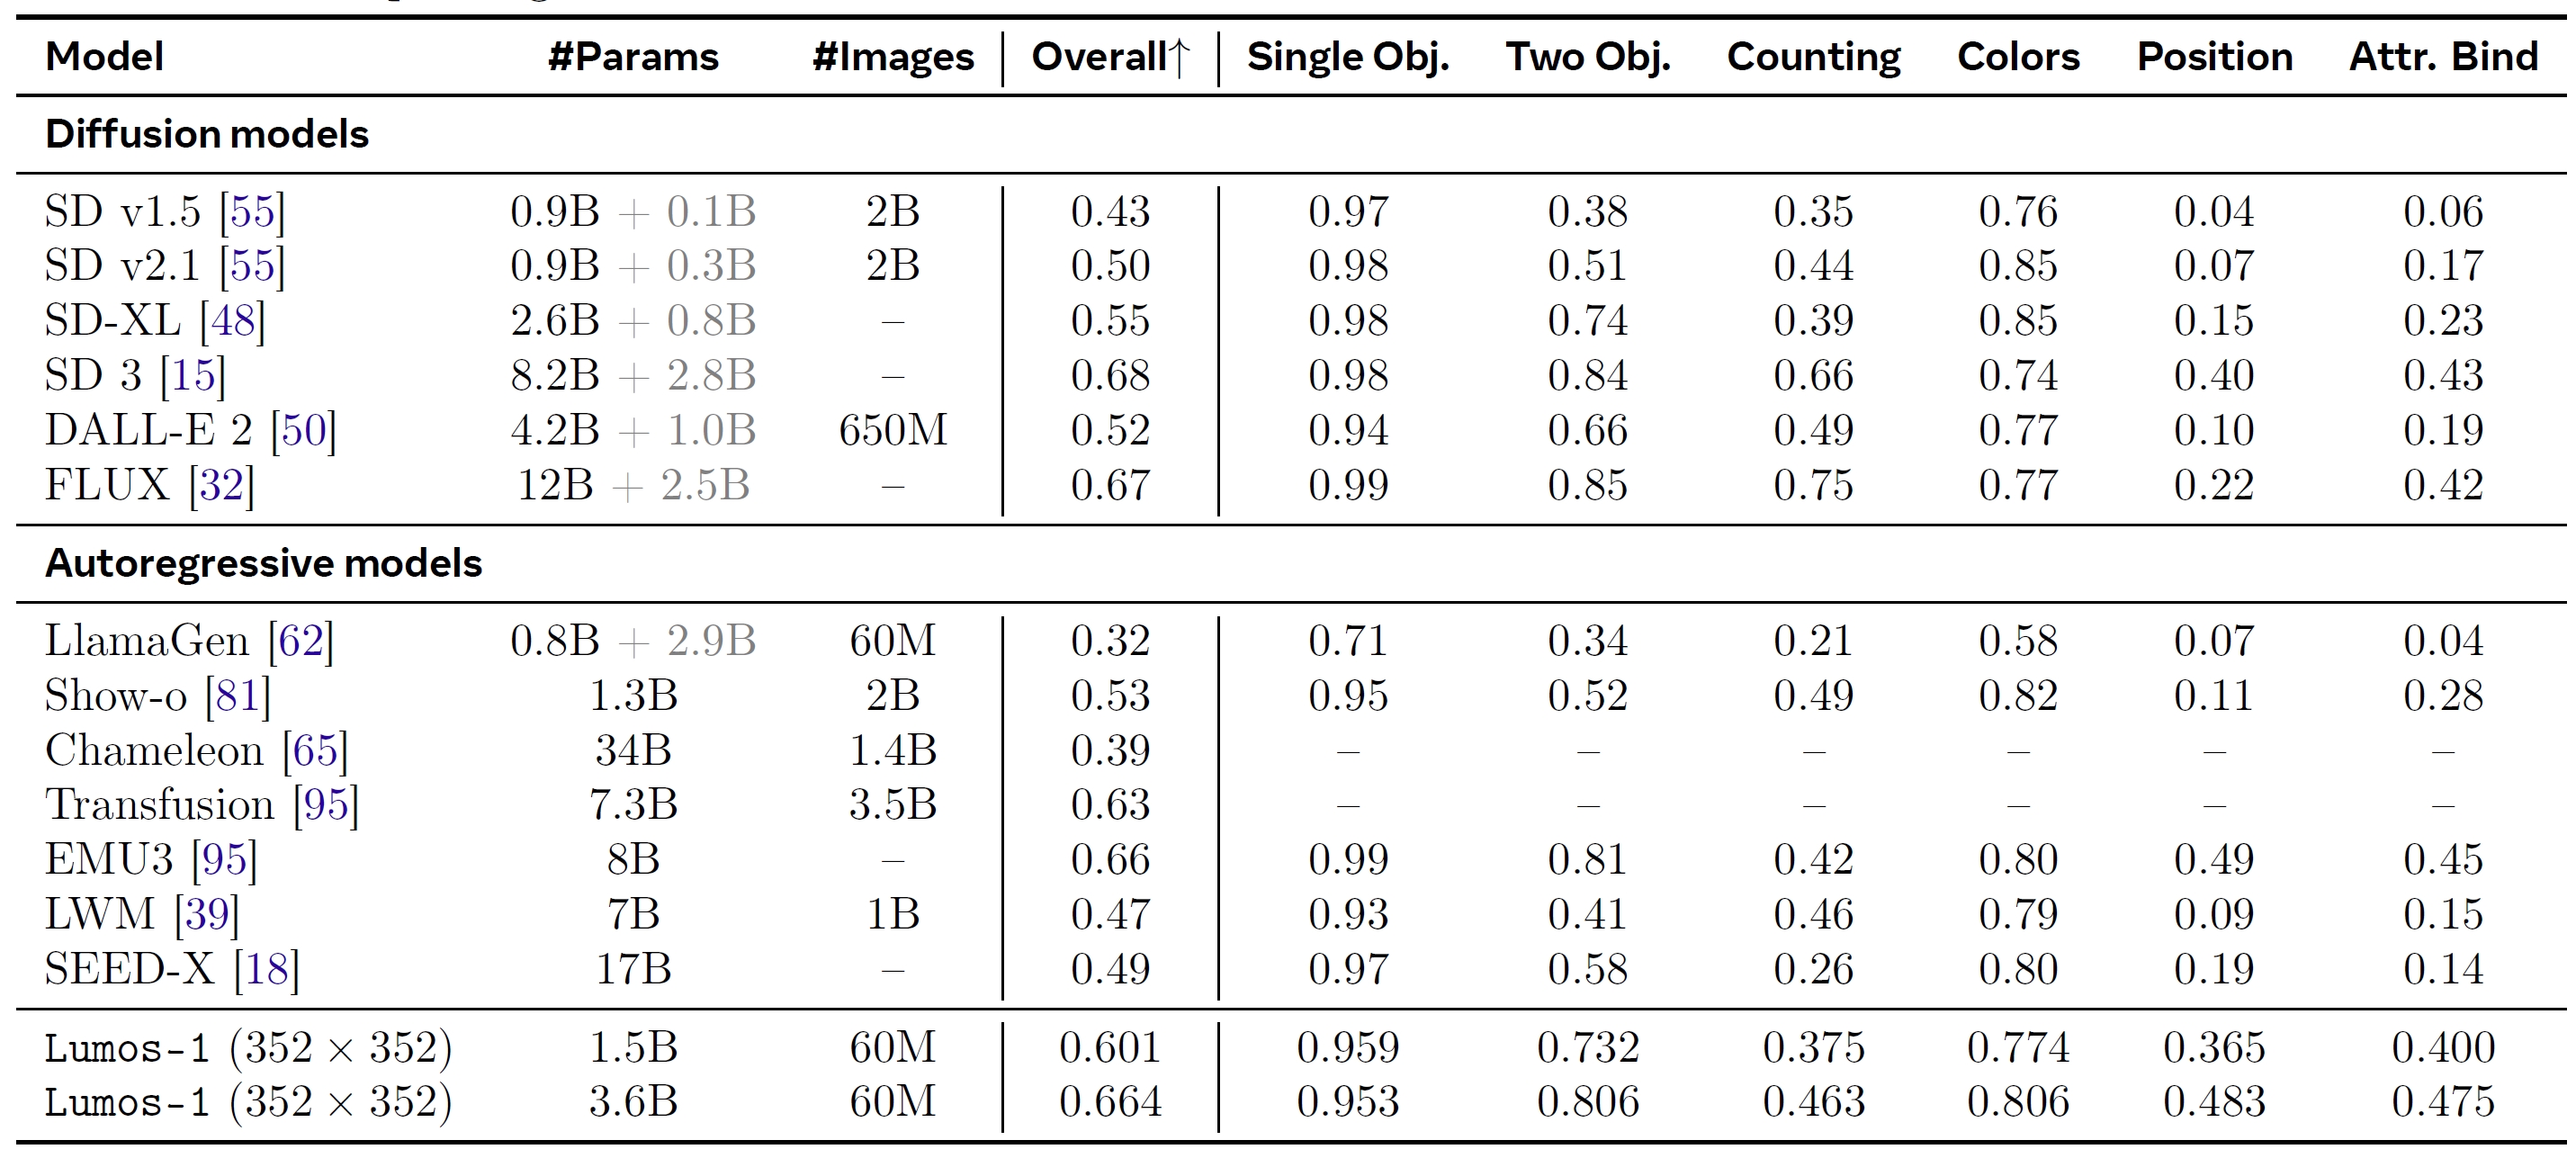 Model #Params #Images Overall↑ Single Obj. Two Obj. Counting Colors Position Attr. Bind
Diffusion models
SD v1.5 [55] 0.9B + 0.1B 2B 0.43 0.97 0.38 0.35 0.76 0.04 0.06
SD v2.1 [55] 0.9B + 0.3B 2B 0.50 0.98 0.51 0.44 0.85 0.07 0.17
SD-XL [48] 2.6B + 0.8B – 0.55 0.98 0.74 0.39 0.85 0.15 0.23
SD 3 [15] 8.2B + 2.8B – 0.68 0.98 0.84 0.66 0.74 0.40 0.43
DALL-E 2 [50] 4.2B + 1.0B 650M 0.52 0.94 0.66 0.49 0.77 0.10 0.19
FLUX [32] 12B + 2.5B – 0.67 0.99 0.85 0.75 0.77 0.22 0.42
Autoregressive models
LlamaGen [62] 0.8B + 2.9B 60M 0.32 0.71 0.34 0.21 0.58 0.07 0.04
Show-o [81] 1.3B 2B 0.53 0.95 0.52 0.49 0.82 0.11 0.28
Chameleon [65] 34B 1.4B 0.39 – – – – – –
Transfusion [95] 7.3B 3.5B 0.63 – – – – – –
EMU3 [95] 8B – 0.66 0.99 0.81 0.42 0.80 0.49 0.45
LWM [39] 7B 1B 0.47 0.93 0.41 0.46 0.79 0.09 0.15
SEED-X [18] 17B – 0.49 0.97 0.58 0.26 0.80 0.19 0.14
Lumos-1 (352 × 352) 1.5B 60M 0.601 0.959 0.732 0.375 0.774 0.365 0.400
Lumos-1 (352 × 352) 3.6B 60M 0.664 0.953 0.806 0.463 0.806 0.483 0.475